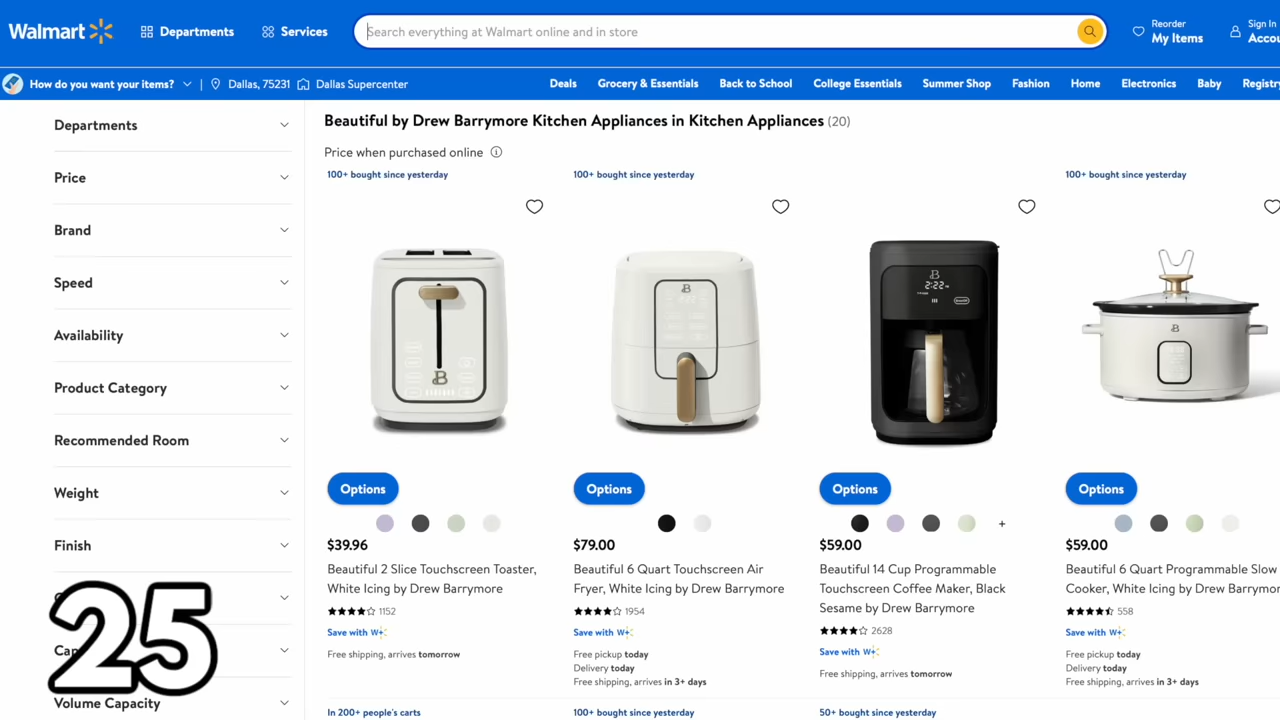 Walmart
Departments
Services
Search everything at Walmart online and in store
Reorder
My Items
Sign In
Accou
How do you want your items?
Dallas, 75231
Dallas Supercenter
Deals
Grocery & Essentials
Back to School
College Essentials
Summer Shop
Fashion
Home
Electronics
Baby
Registry
Departments
Price
Brand
Speed
Availability
Product Category
Recommended Room
Weight
Finish
Volume Capacity
25
Beautiful by Drew Barrymore Kitchen Appliances in Kitchen Appliances (20)
Price when purchased online
100+ bought since yesterday
100+ bought since yesterday
100+ bought since yesterday
2:22
Options
$39.96
Beautiful 2 Slice Touchscreen Toaster,
White Icing by Drew Barrymore
1152
Save with W+
Free shipping, arrives tomorrow
In 200+ people's carts
Options
$79.00
Beautiful 6 Quart Touchscreen Air
Fryer, White Icing by Drew Barrymore
1954
Save with W+
Free pickup today
Delivery today
Free shipping, arrives in 3+ days
100+ bought since yesterday
Options
+
$59.00
Beautiful 14 Cup Programmable
Touchscreen Coffee Maker, Black
Sesame by Drew Barrymore
2628
Save with W+
Free shipping, arrives tomorrow
50+ bought since yesterday
Options
$59.00
Beautiful 6 Quart Programmable Slow
Cooker, White Icing by Drew Barrymor
558
Save with W+
Free pickup today
Delivery today
Free shipping, arrives in 3+ days